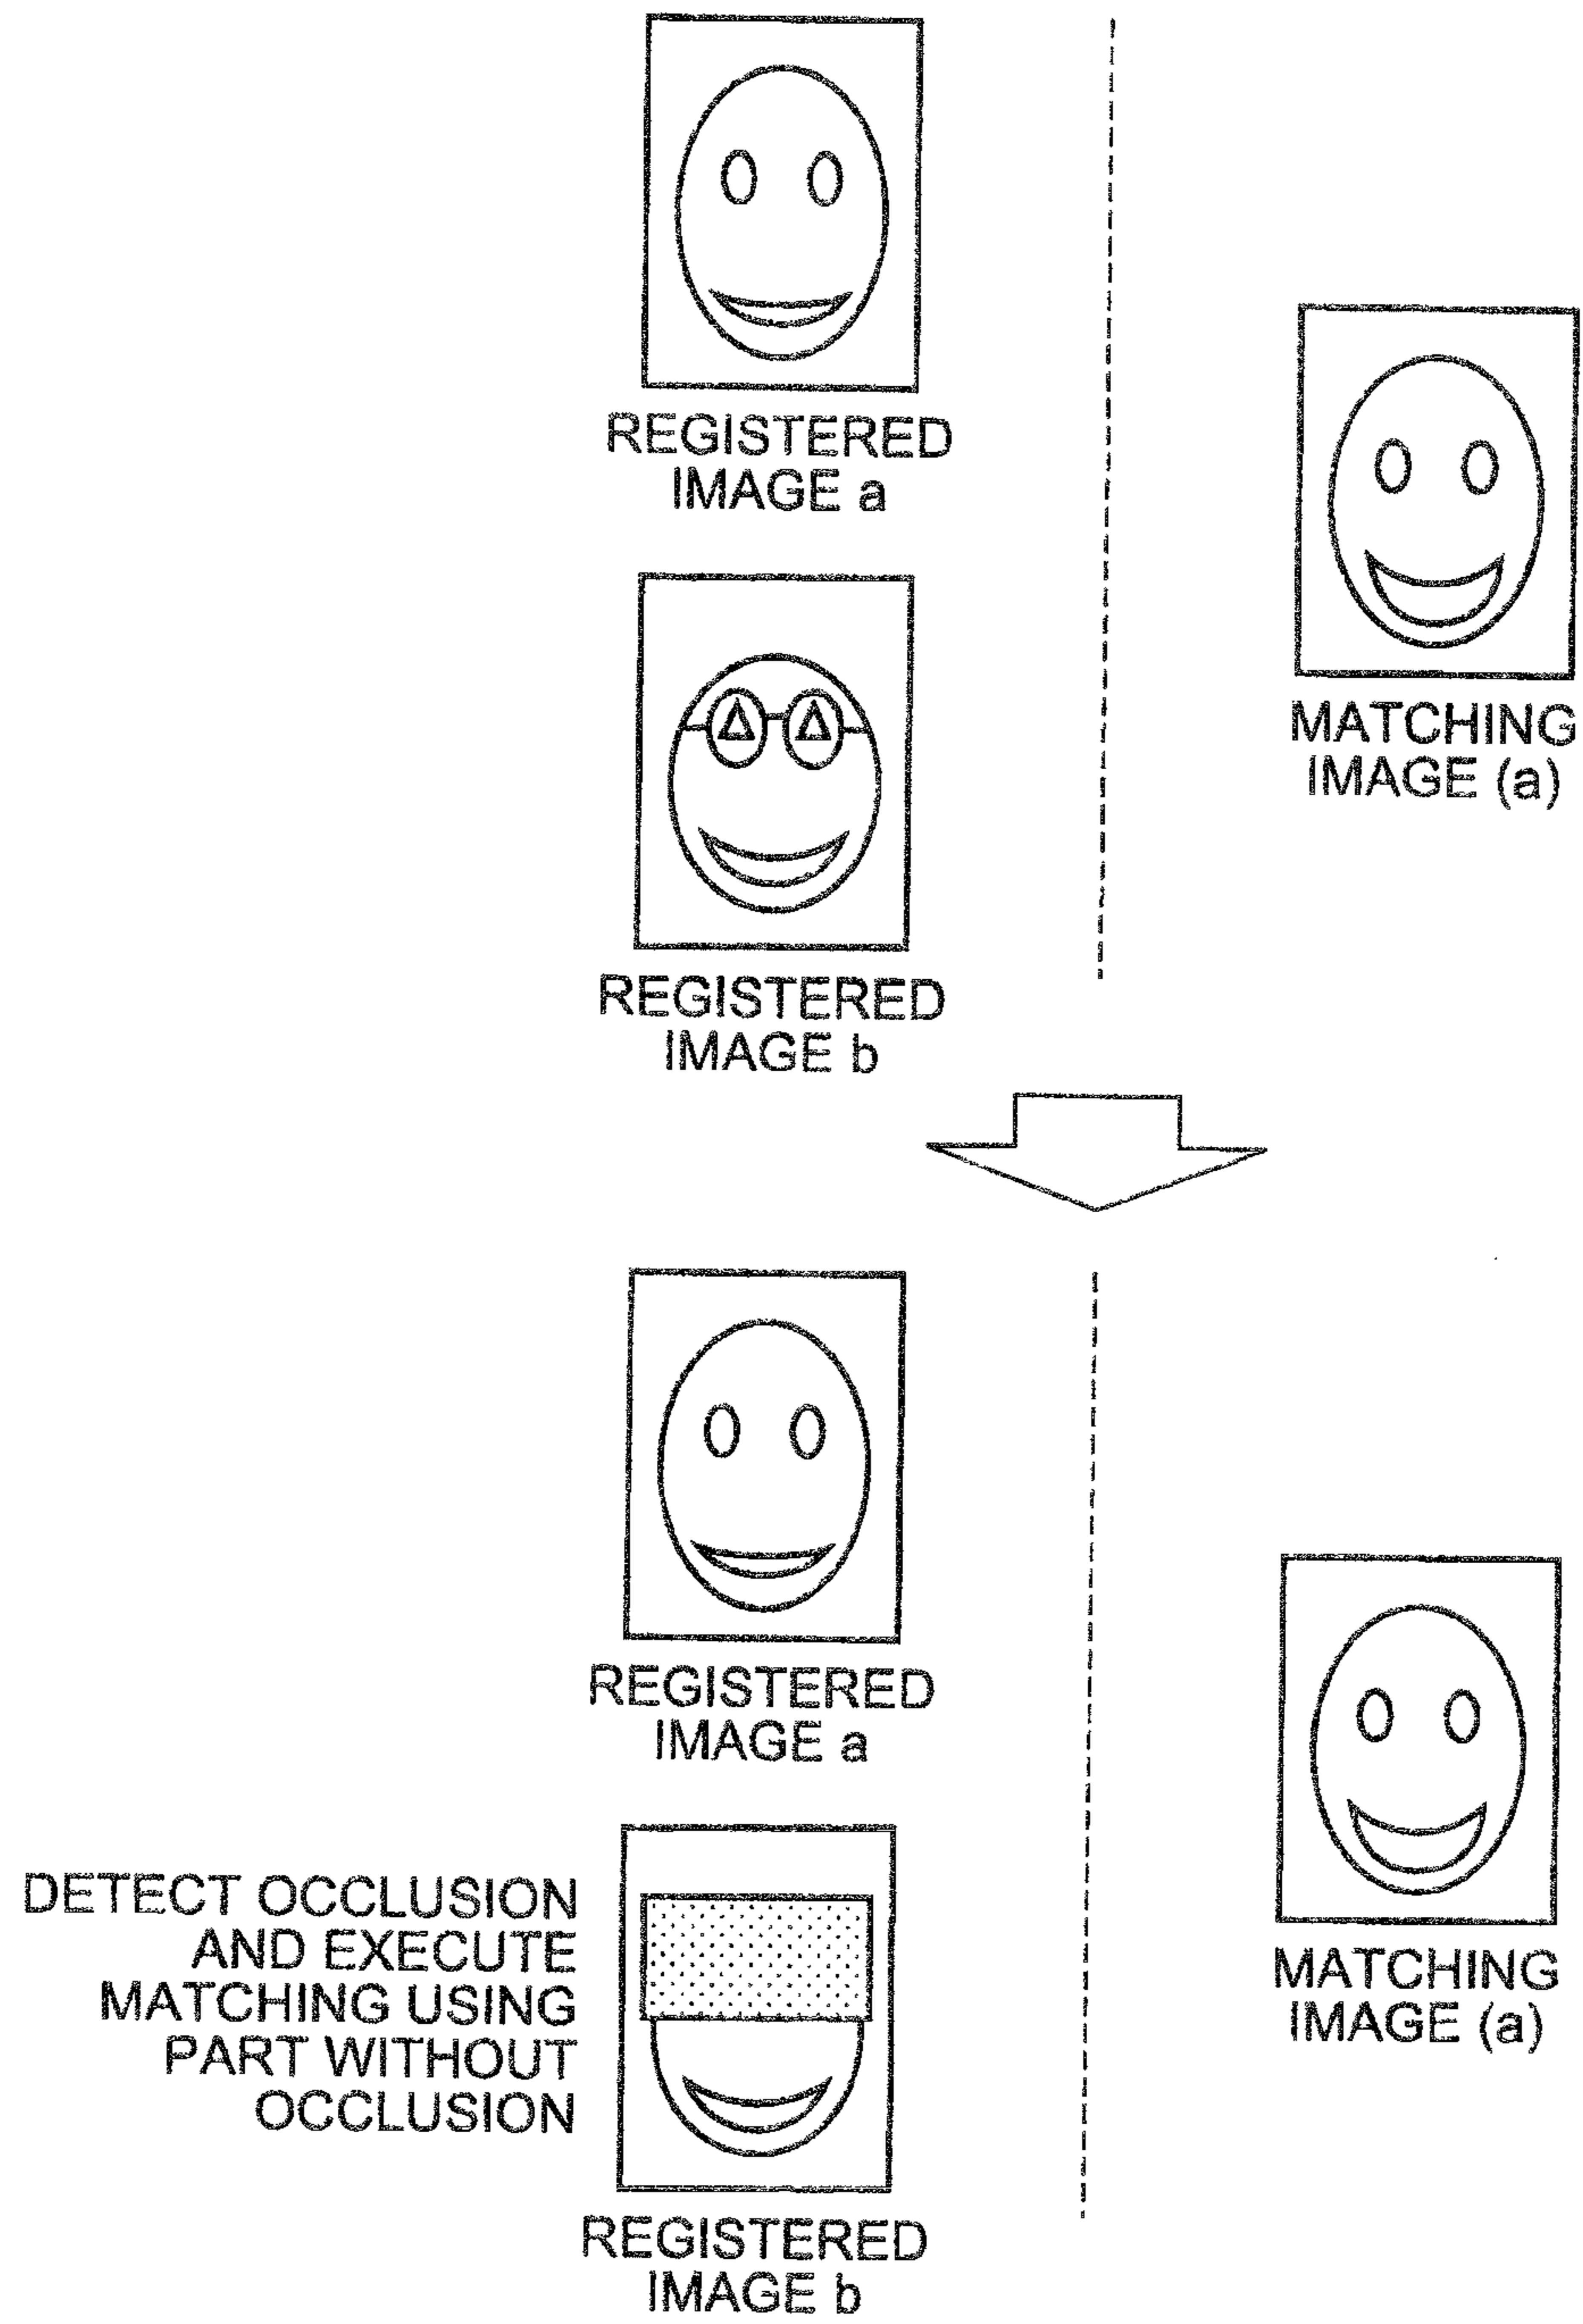 REGISTERED
IMAGE a
MATCHING
IMAGE (a)
REGISTERED
IMAGE b
REGISTERED
IMAGE a
DETECT OCCLUSION
AND EXECUTE
MATCHING USING
PART WITHOUT
OCCLUSION
MATCHING
IMAGE (a)
REGISTERED
IMAGE b